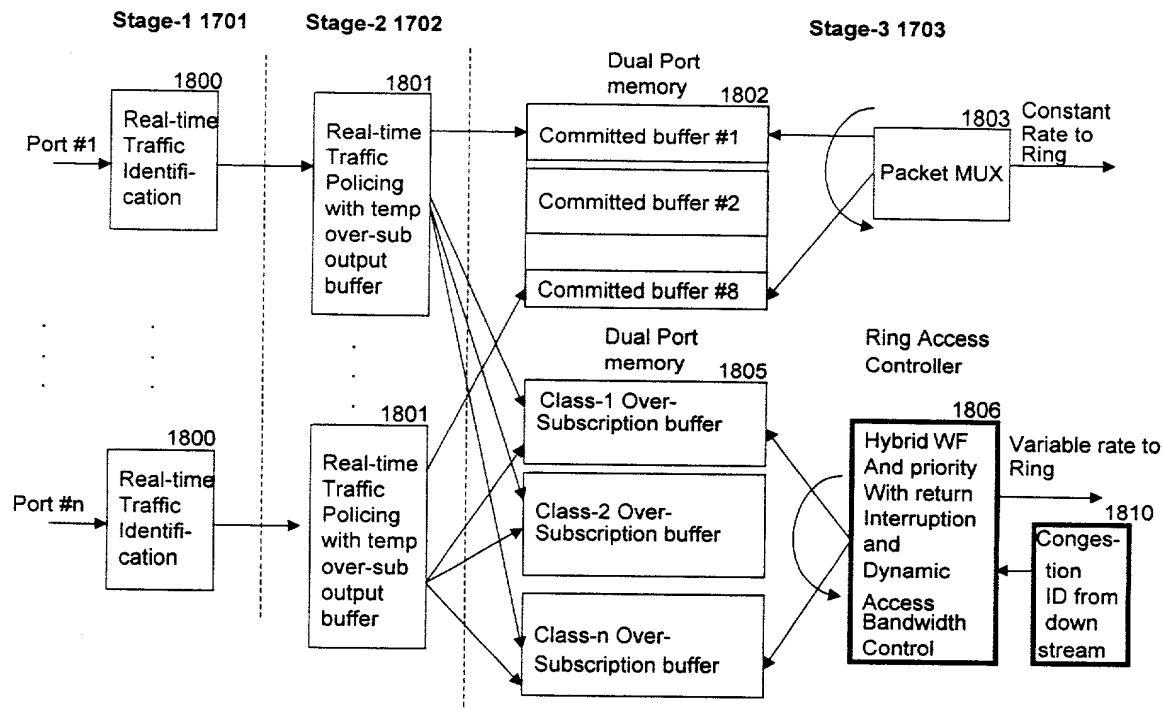 Stage-1 1701
Stage-2 1702
Stage-3 1703
Port #1
1800
Real-time
Traffic
Identifi-
cation
1801
Real-time
Traffic
Policing
with temp
over-sub
output
buffer
Dual Port
memory
1802
Committed buffer #1
Committed buffer #2
Committed buffer #8
1803
Packet MUX
Constant
Rate to
Ring
Port #n
1800
Real-time
Traffic
Identifi-
cation
1801
Real-time
Traffic
Policing
with temp
over-sub
output
buffer
Dual Port
memory
1805
Class-1 Over-
Subscription buffer
Class-2 Over-
Subscription buffer
Class-n Over-
Subscription buffer
Ring Access
Controller
1806
Hybrid WF
And priority
With return
Interruption
and
Dynamic
Access
Bandwidth
Control
Variable rate to
Ring
1810
Conges-
tion
ID from
down
stream